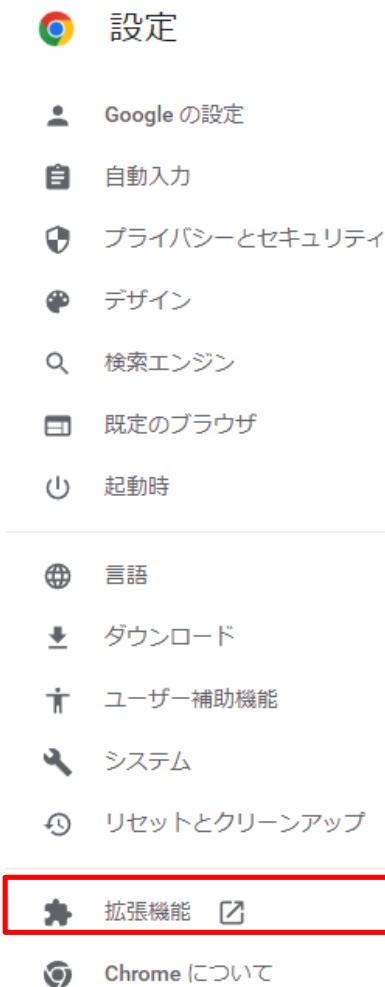 設定
Google の設定
自動入力
プライバシーとセキュリティ
デザイン
検索エンジン
既定のブラウザ
起動時
言語
ダウンロード
ユーザー補助機能
システム
リセットとクリーンアップ
拡張機能
Chrome について